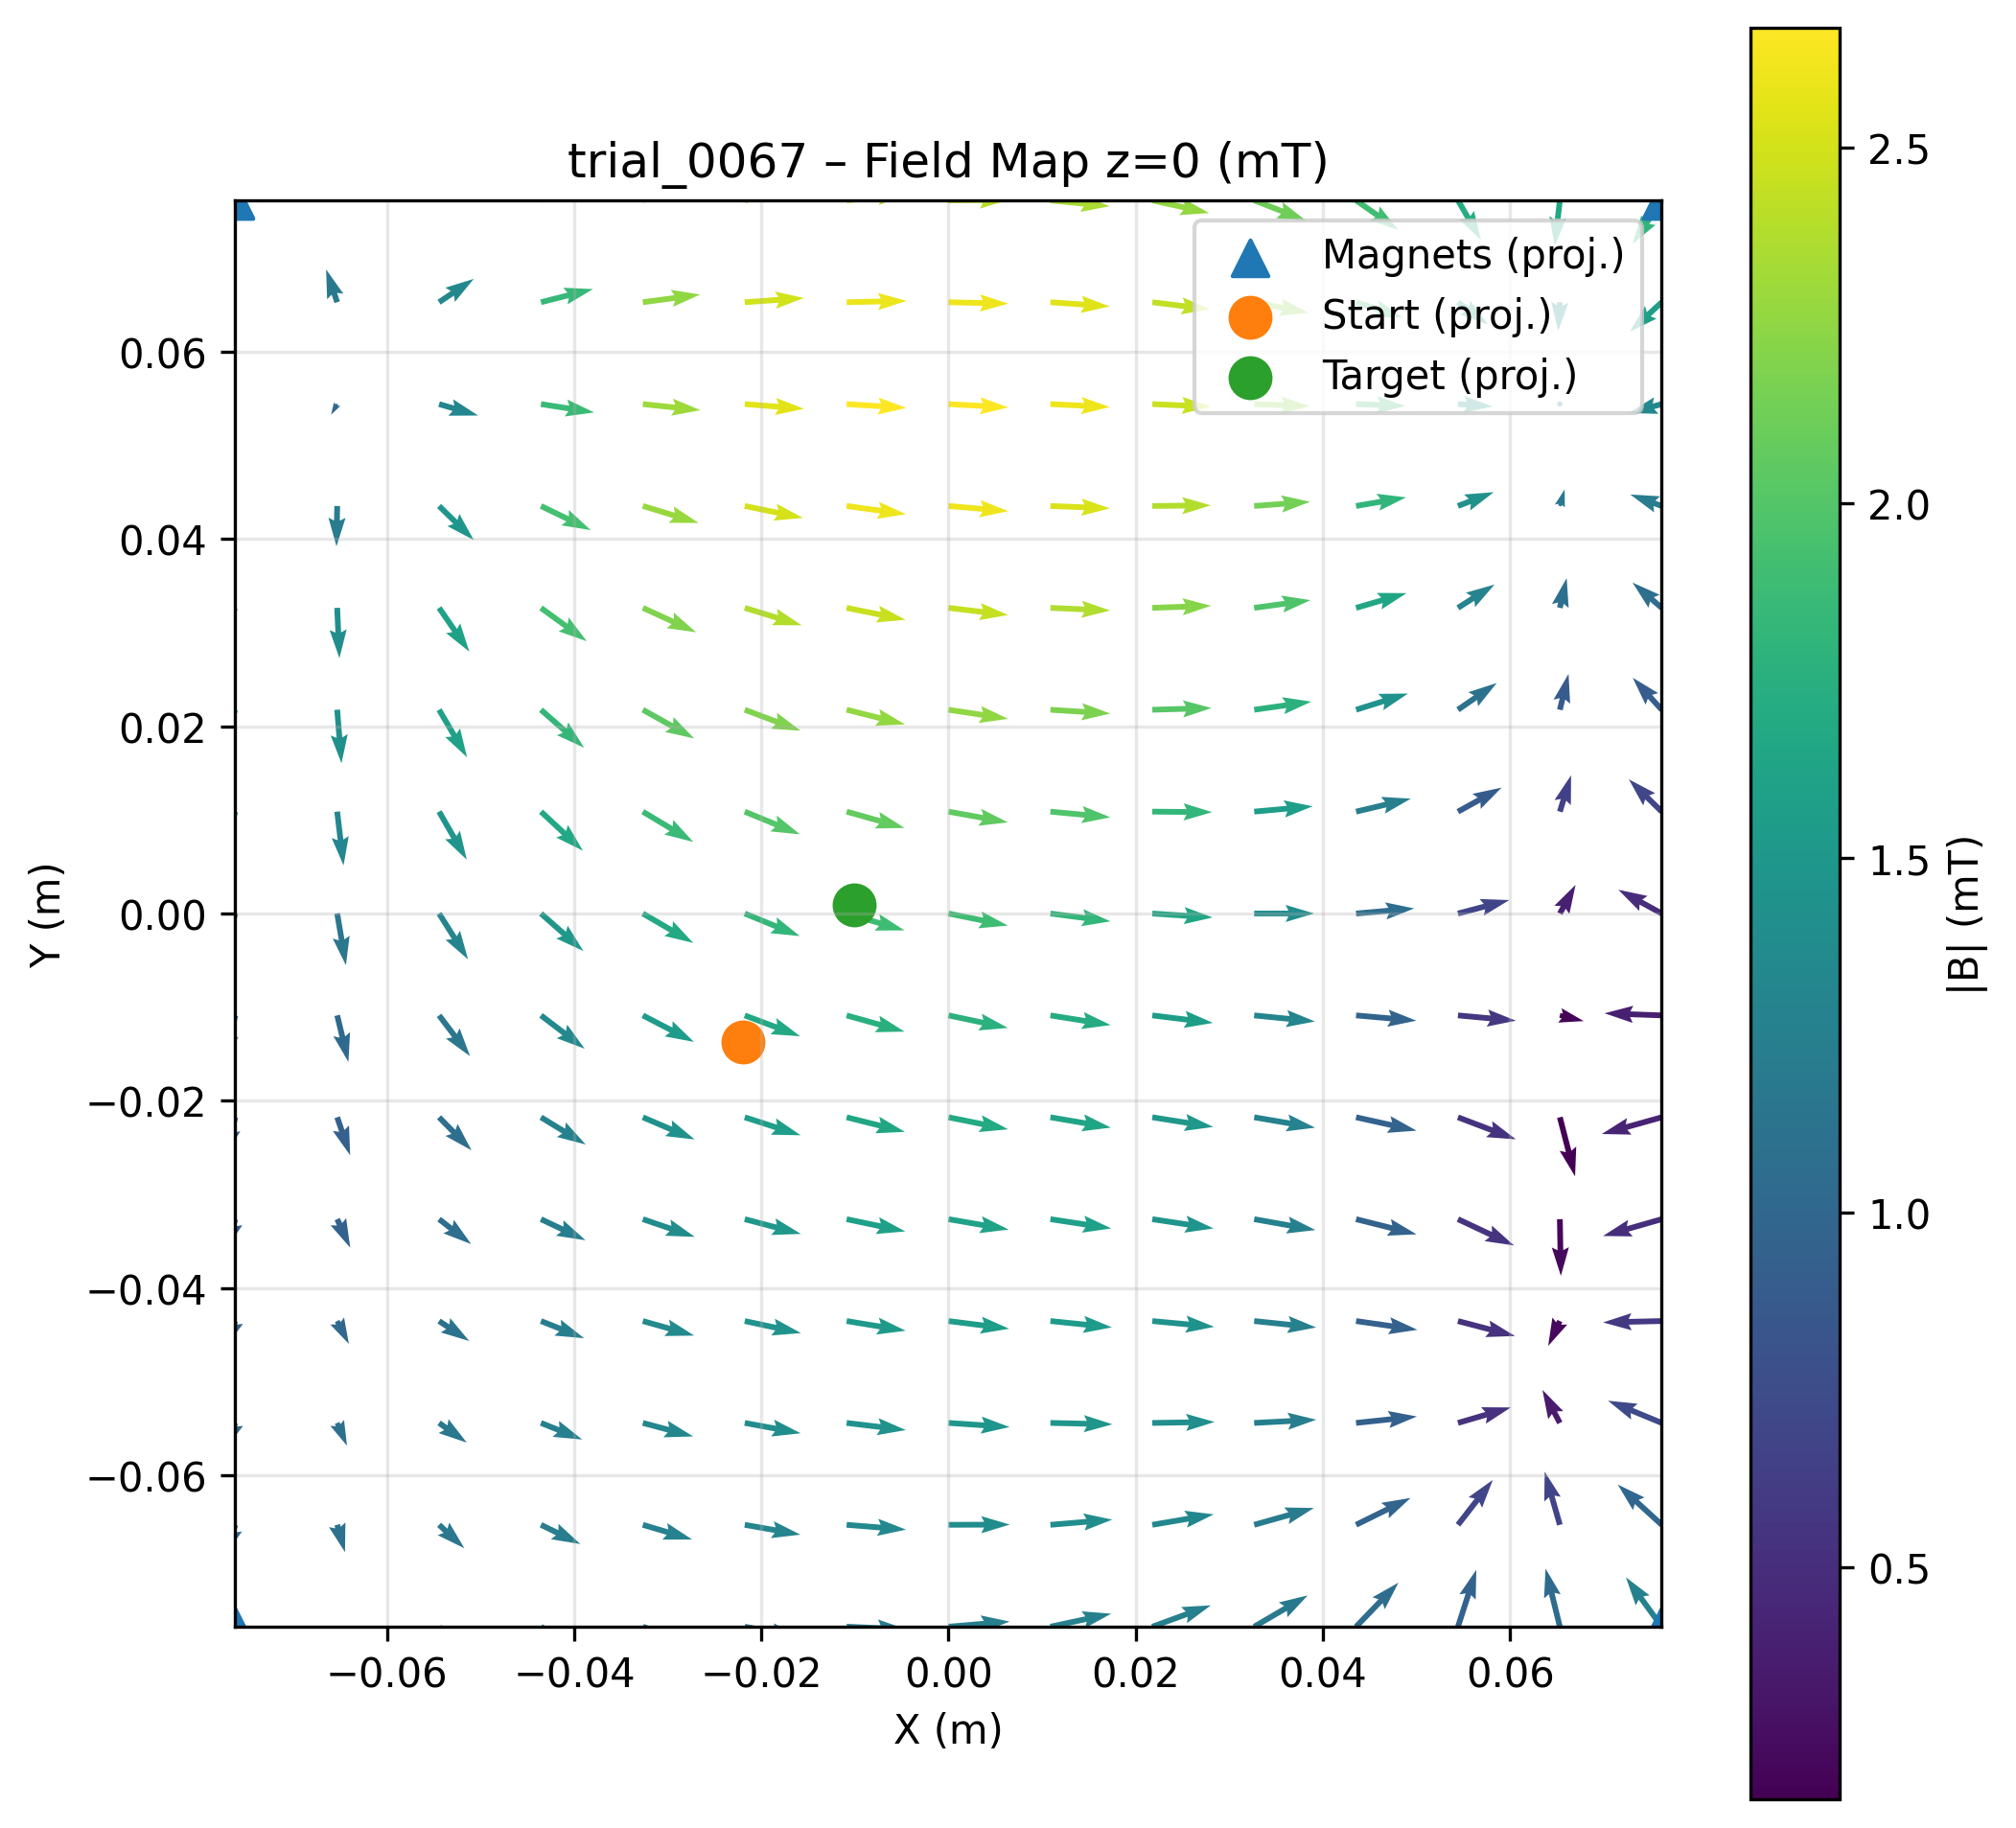 trial_0067 – Field Map z=0 (mT)
Magnets (proj.)
Start (proj.)
Target (proj.)
0.06
0.04
0.02
0.00
−0.02
−0.04
−0.06
Y (m)
−0.06
−0.04
−0.02
0.00
0.02
0.04
0.06
X (m)
2.5
2.0
1.5
1.0
0.5
|B| (mT)